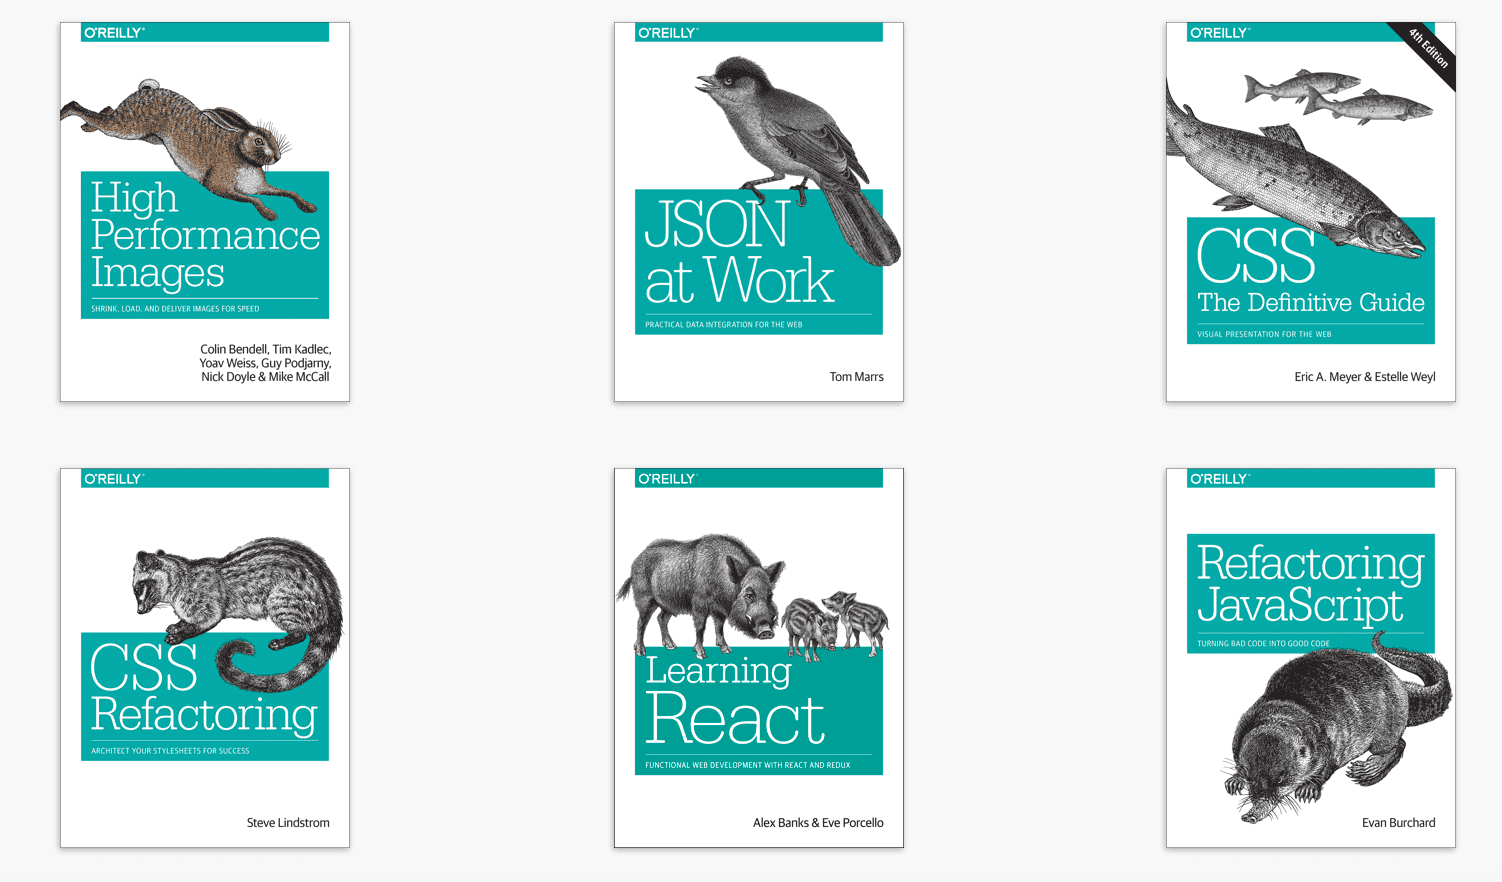 O'REILLY®
High
Performance
Images
SHRINK, LOAD, AND DELIVER IMAGES FOR SPEED
Colin Bendell, Tim Kadlec,
Yoav Weiss, Guy Podjarny,
Nick Doyle & Mike McCall
O'REILLY®
JSON
at Work
PRACTICAL DATA INTEGRATION FOR THE WEB
Tom Marrs
O'REILLY®
4th Edition
CSS
The Definitive Guide
VISUAL PRESENTATION FOR THE WEB
Eric A. Meyer & Estelle Weyl
O'REILLY®
CSS
Refactoring
ARCHITECT YOUR STYLESHEETS FOR SUCCESS
Steve Lindstrom
O'REILLY®
Learning
React
FUNCTIONAL WEB DEVELOPMENT WITH REACT AND REDUX
Alex Banks & Eve Porcello
O'REILLY®
Refactoring
JavaScript
TURNING BAD CODE INTO GOOD CODE
Evan Burchard